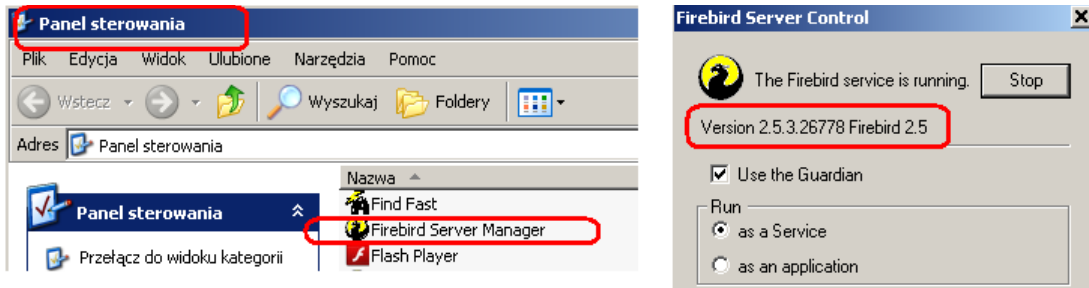 Panel sterowania
Plik Edycja Widok Ulubione Narzędzia Pomoc
Wstecz Wyszukaj Foldery
Adres Panel sterowania
Nazwa
Panel sterowania
Przełącz do widoku kategorii
Find Fast
Firebird Server Manager
Flash Player
Firebird Server Control
The Firebird service is running. Stop
Version 2.5.3.26778 Firebird 2.5
Use the Guardian
Run
as a Service
as an application